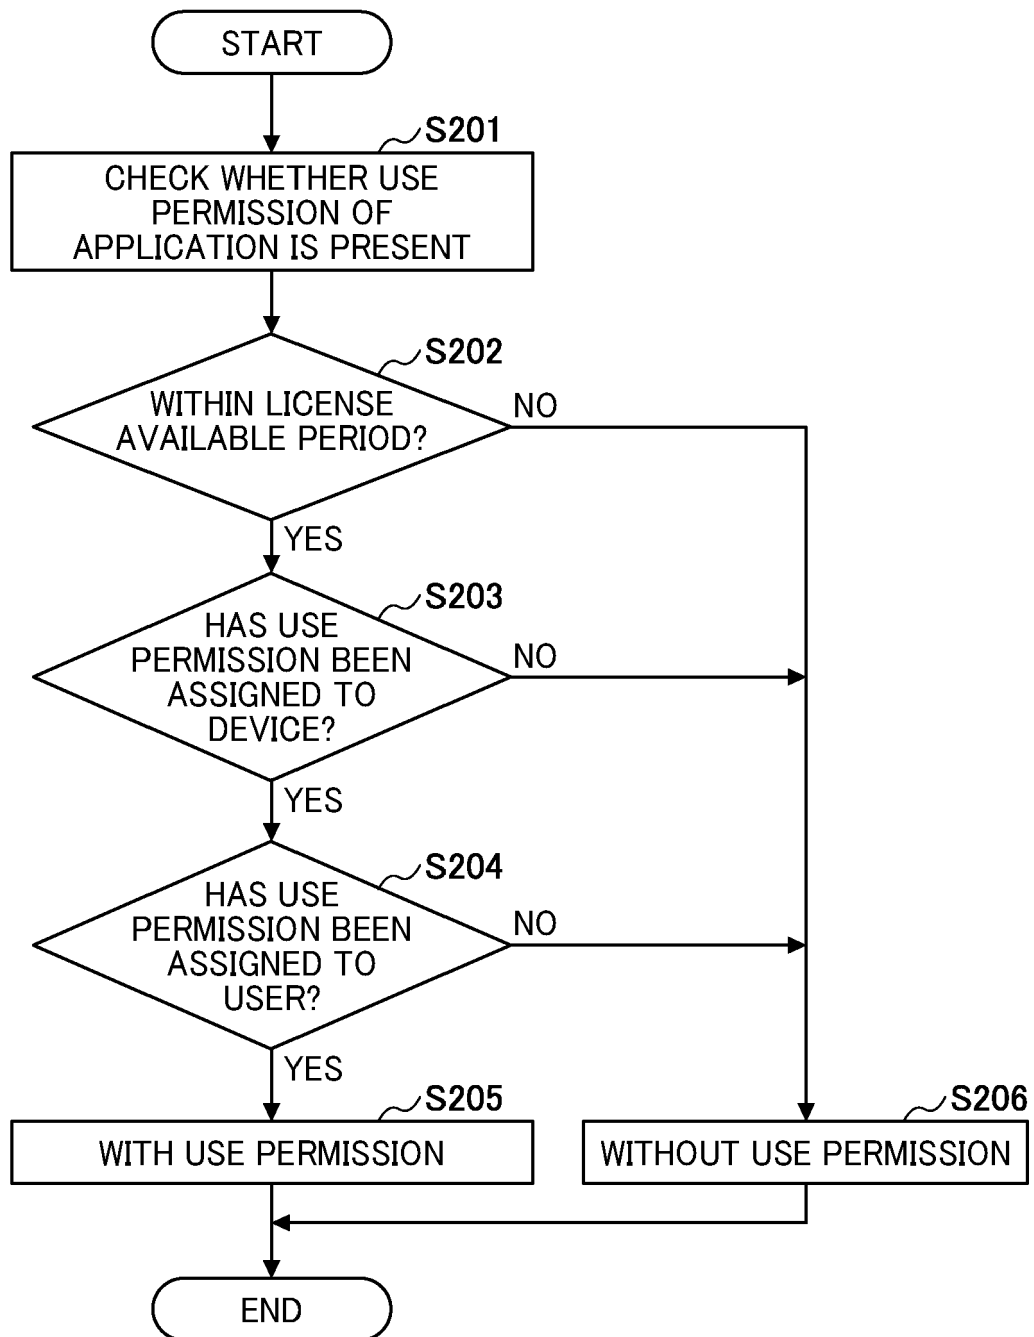 START
S201
CHECK WHETHER USE
PERMISSION OF
APPLICATION IS PRESENT
S202
WITHIN LICENSE
AVAILABLE PERIOD?
NO
YES
S203
HAS USE
PERMISSION BEEN
ASSIGNED TO
DEVICE?
NO
YES
S204
HAS USE
PERMISSION BEEN
ASSIGNED TO
USER?
NO
YES
S205
WITH USE PERMISSION
S206
WITHOUT USE PERMISSION
END